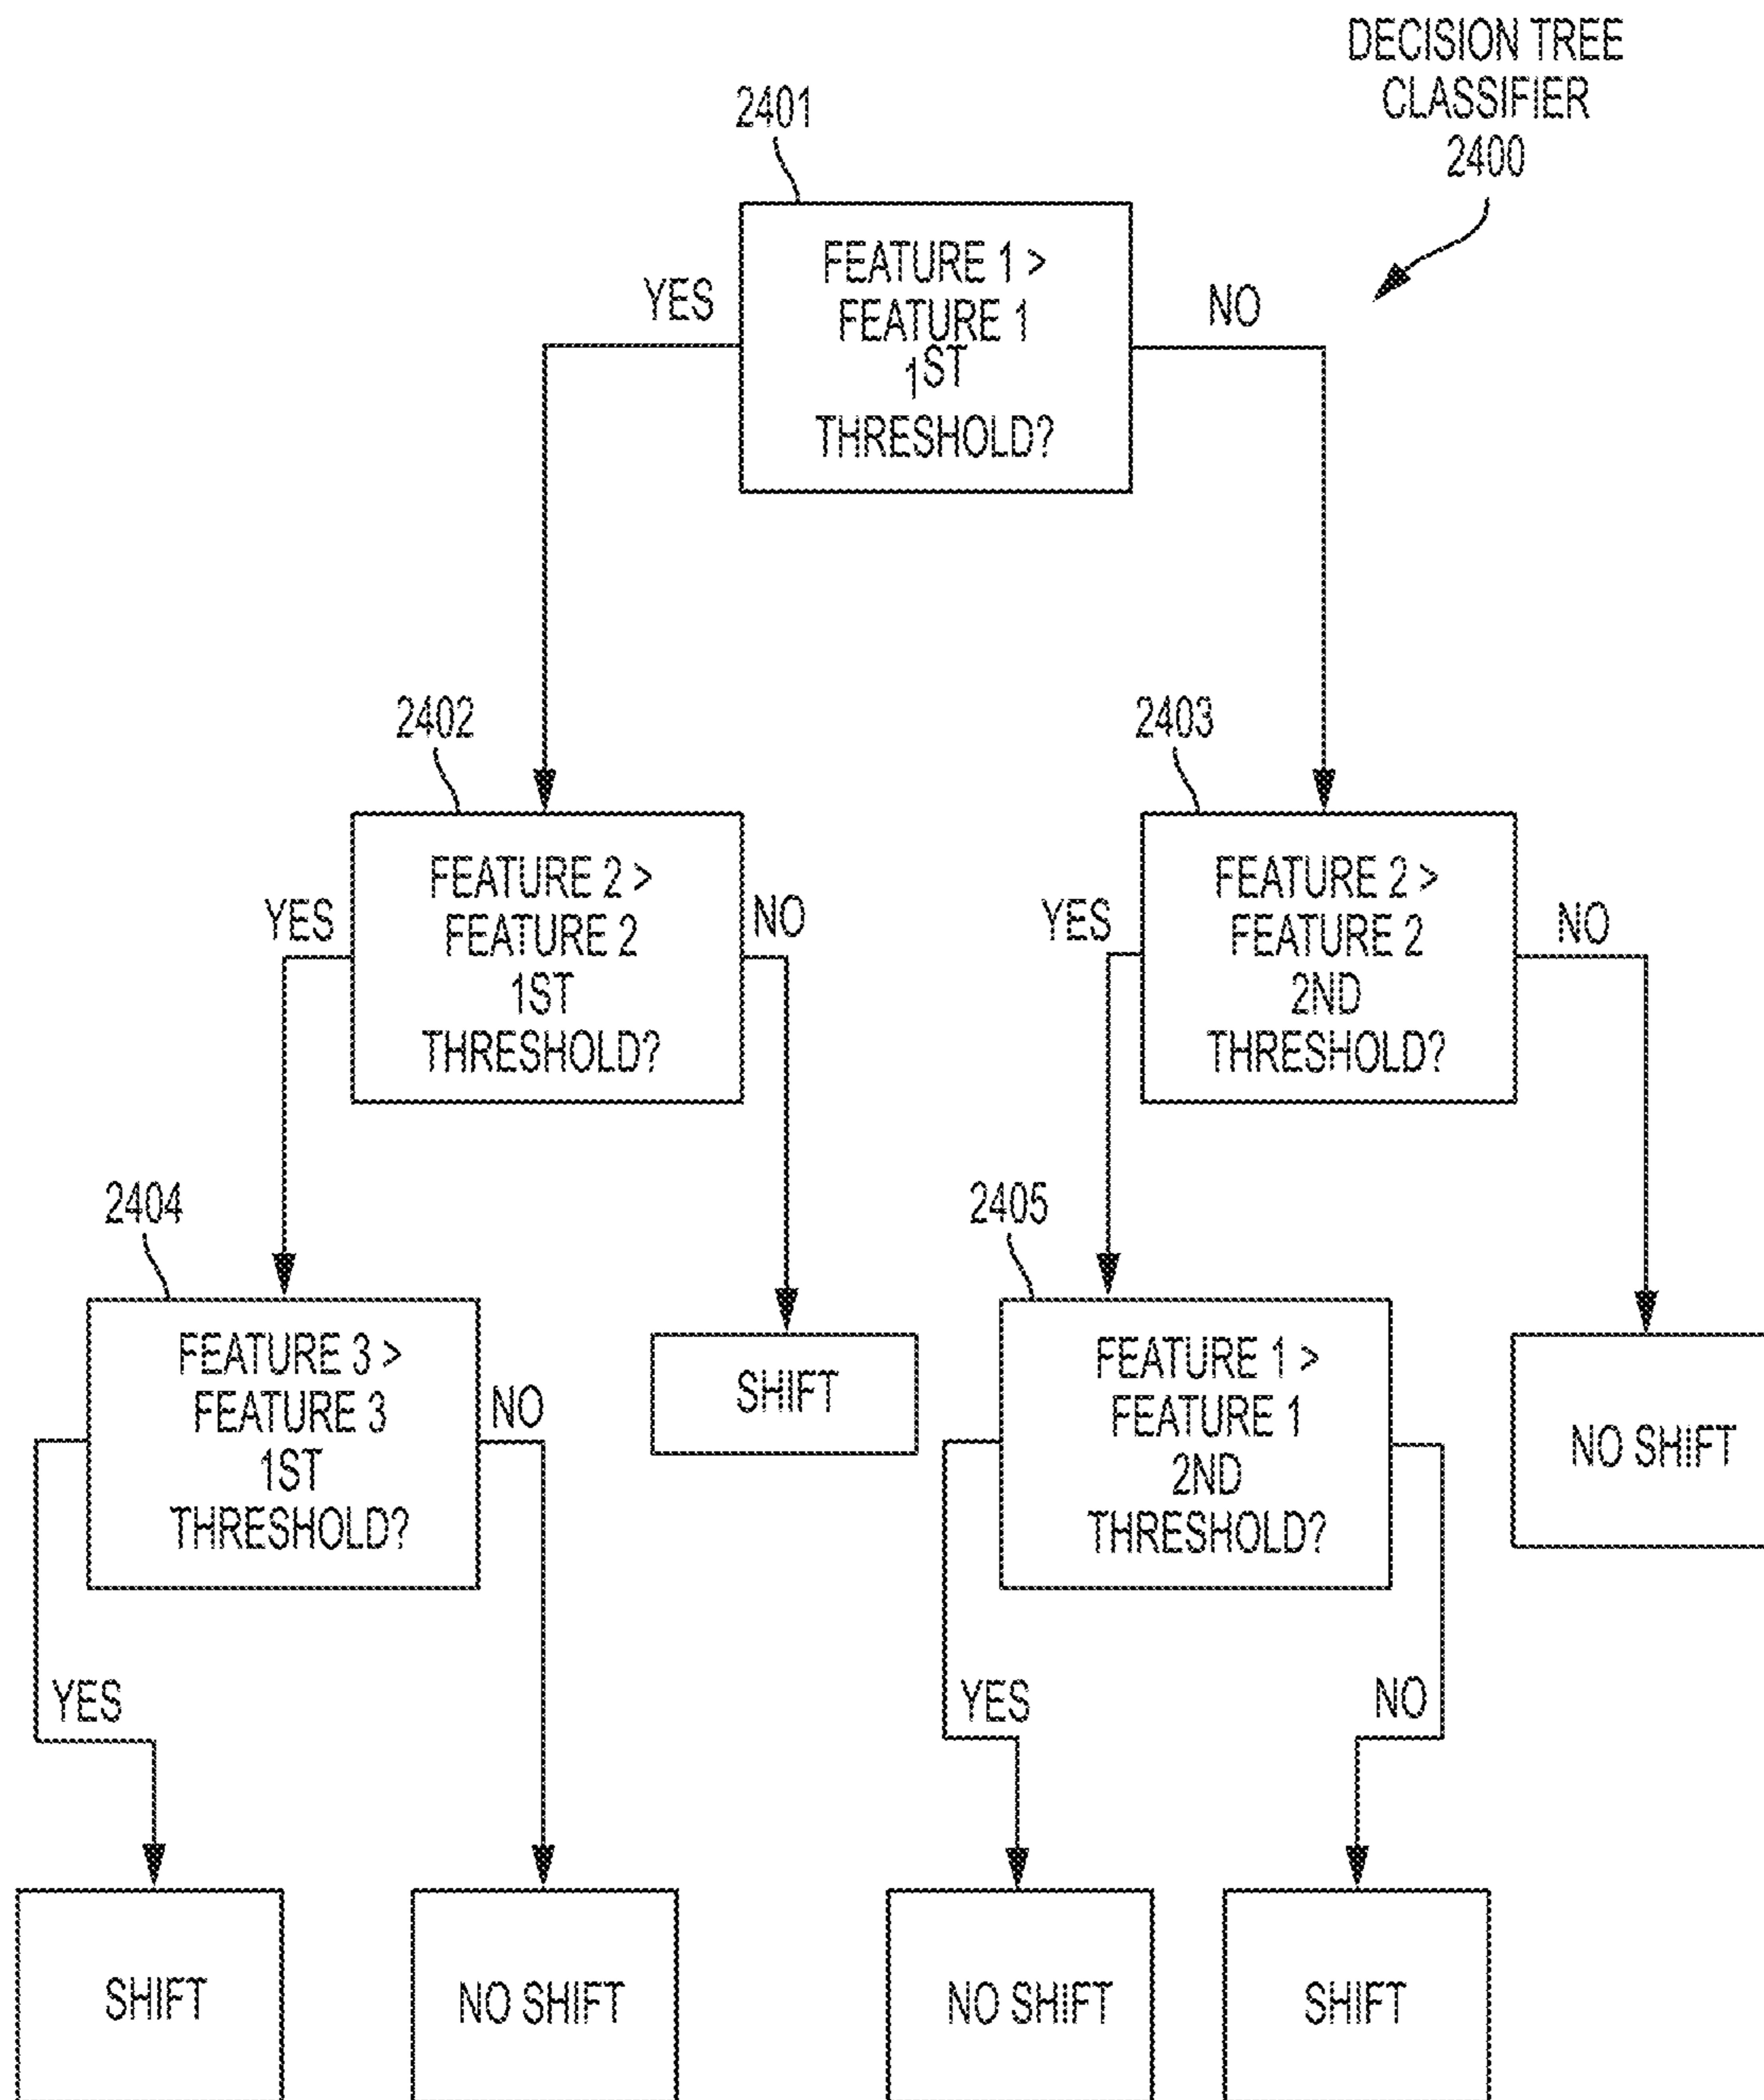 DECISION TREE
CLASSIFIER
2400
2401
FEATURE 1 >
FEATURE 1
1ST
THRESHOLD?
YES
NO
2402
FEATURE 2 >
FEATURE 2
1ST
THRESHOLD?
YES
NO
2403
FEATURE 2 >
FEATURE 2
2ND
THRESHOLD?
YES
NO
2404
FEATURE 3 >
FEATURE 3
1ST
THRESHOLD?
NO
YES
SHIFT
2405
FEATURE 1 >
FEATURE 1
2ND
THRESHOLD?
YES
NO
NO SHIFT
SHIFT
NO SHIFT
NO SHIFT
SHIFT